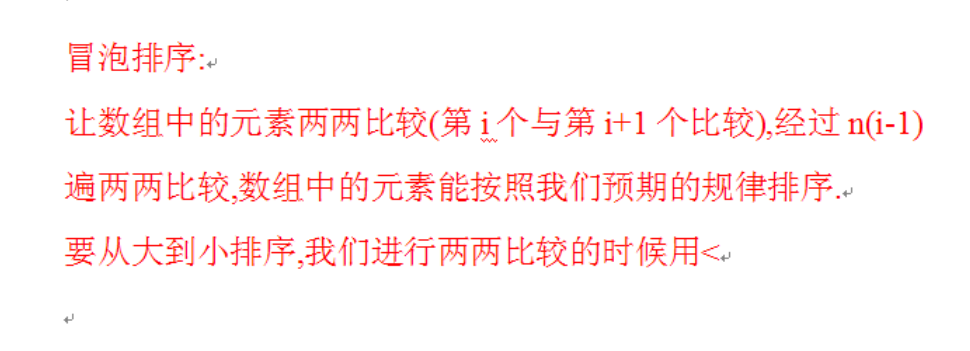 冒泡排序:
让数组中的元素两两比较(第i个与第i+1个比较),经过n(i-1)
遍两两比较,数组中的元素能按照我们预期的规律排序.
要从大到小排序,我们进行两两比较的时候用<